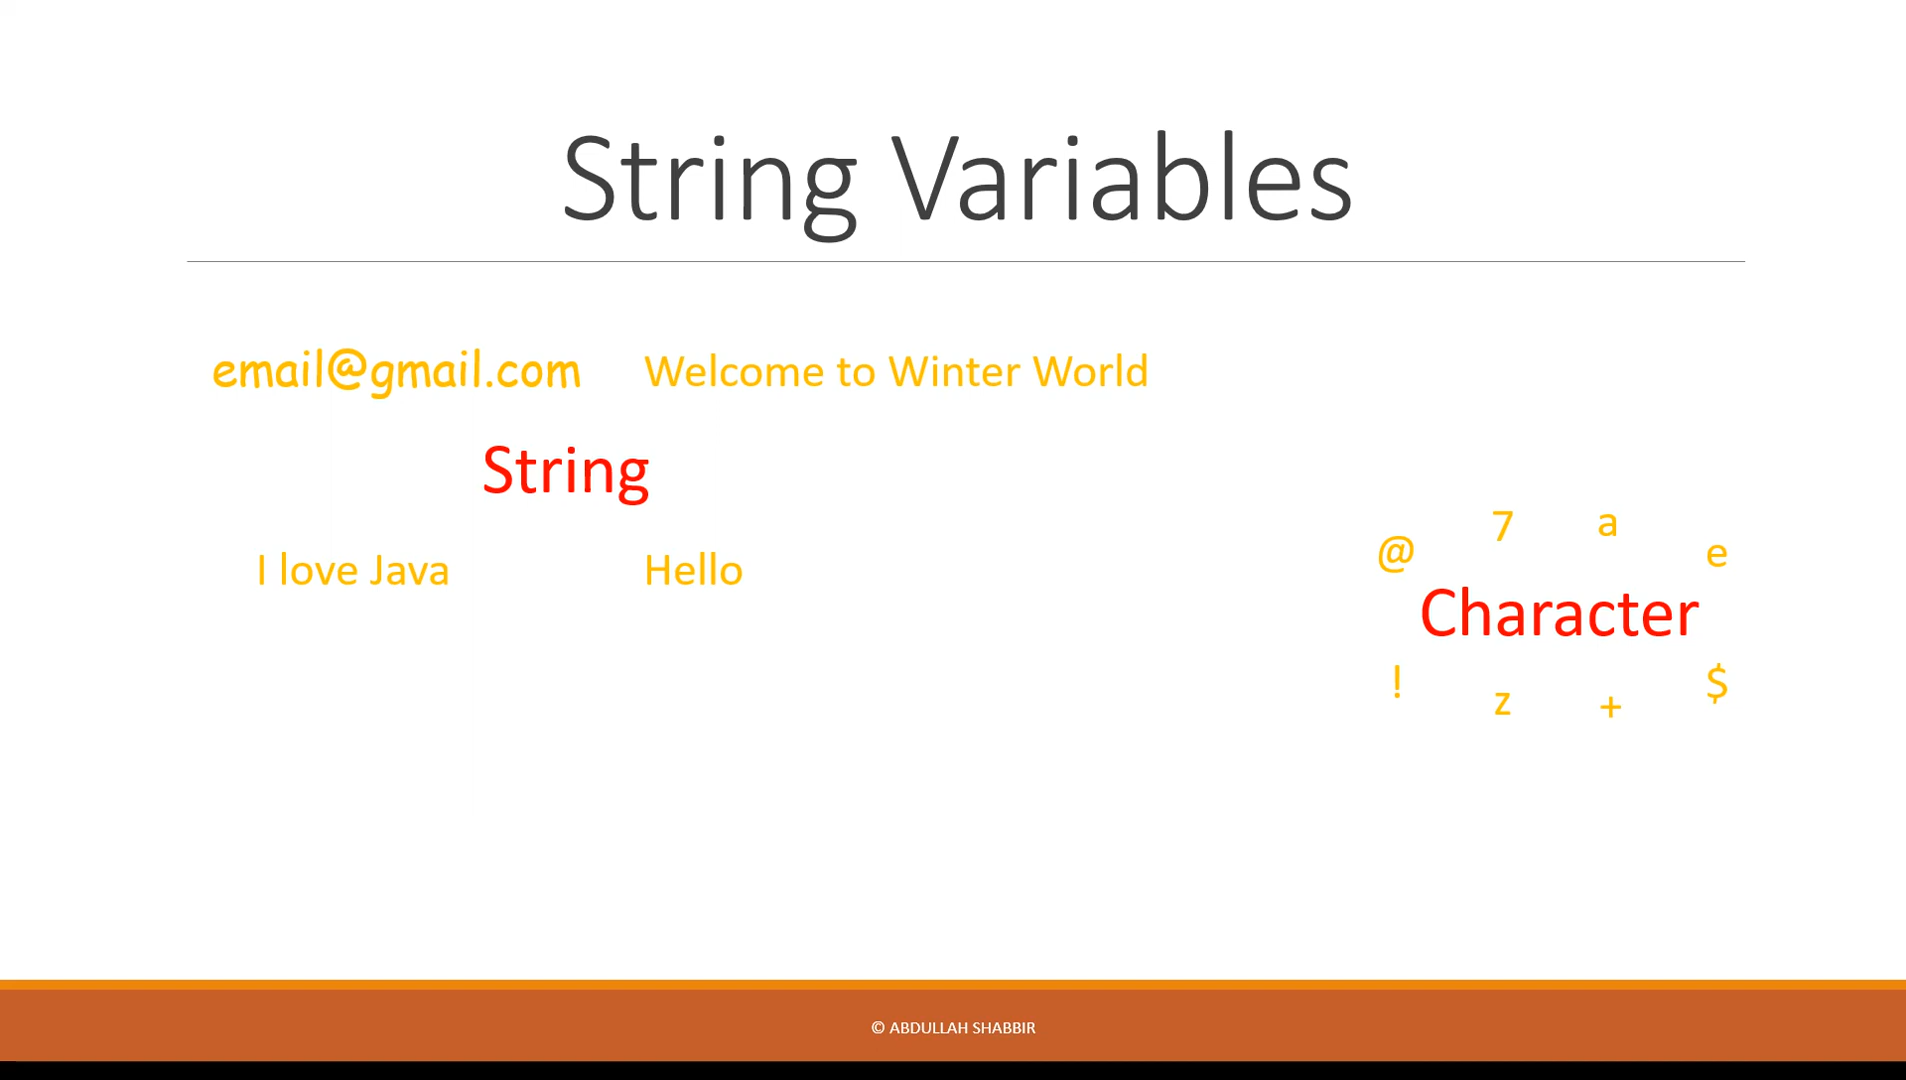 String Variables
email@gmail.com
Welcome to Winter World
String
I love Java
Hello
@
7
a
e
Character
!
z
+
$
© ABDULLAH SHABBIR